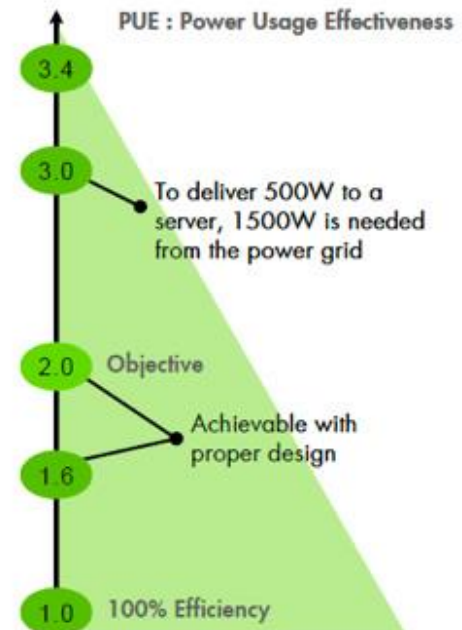 PUE : Power Usage Effectiveness
3.4
3.0
To deliver 500W to a
server, 1500W is needed
from the power grid
2.0 Objective
Achievable with
proper design
1.6
1.0 100% Efficiency